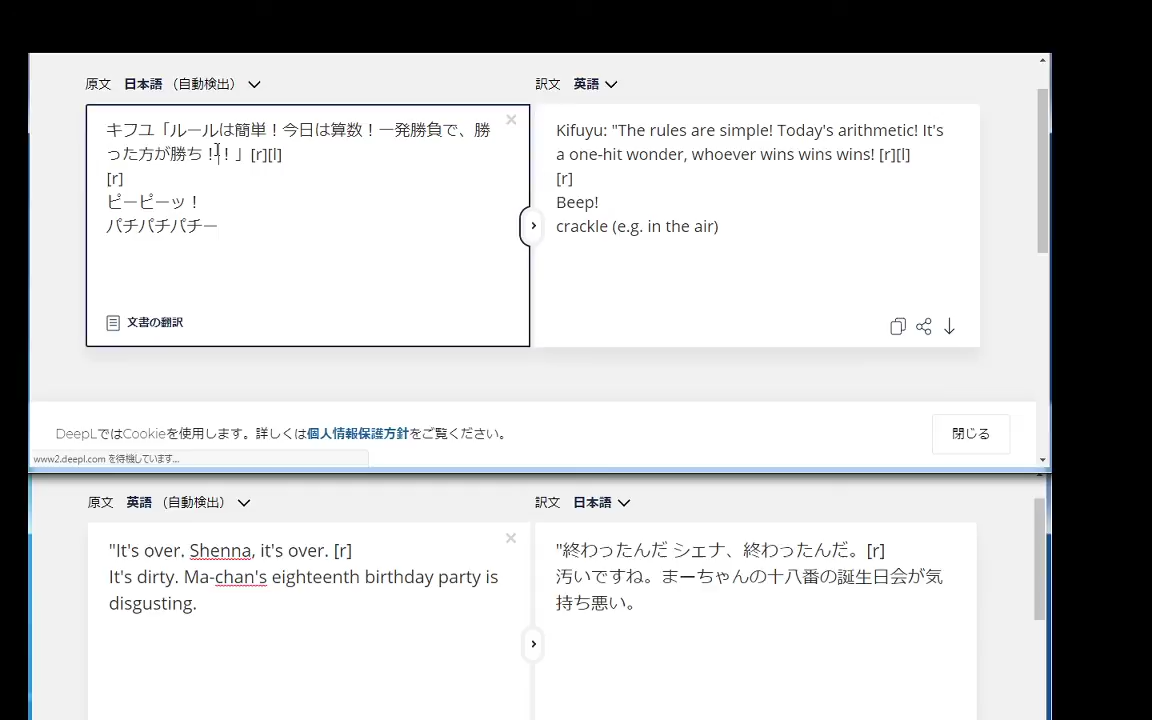 原文 日本語 （自動検出）
訳文 英語
キフユ「ルールは簡単！今日は算数！一発勝負で、勝
った方が勝ち！！」[r][l]
[r]
ピーピーッ！
パチパチパチー
文書の翻訳
Kifuyu: "The rules are simple! Today's arithmetic! It's
a one-hit wonder, whoever wins wins wins! [r][l]
[r]
Beep!
crackle (e.g. in the air)
DeepLではCookieを使用します。詳しくは個人情報保護方針をご覧ください。
閉じる
www2.deepl.com を待機しています...
原文 英語 （自動検出）
訳文 日本語
"It's over. Shenna, it's over. [r]
It's dirty. Ma-chan's eighteenth birthday party is
disgusting.
"終わったんだ シェナ、終わったんだ。[r]
汚いですね。まーちゃんの十八番の誕生日会が気
持ち悪い。